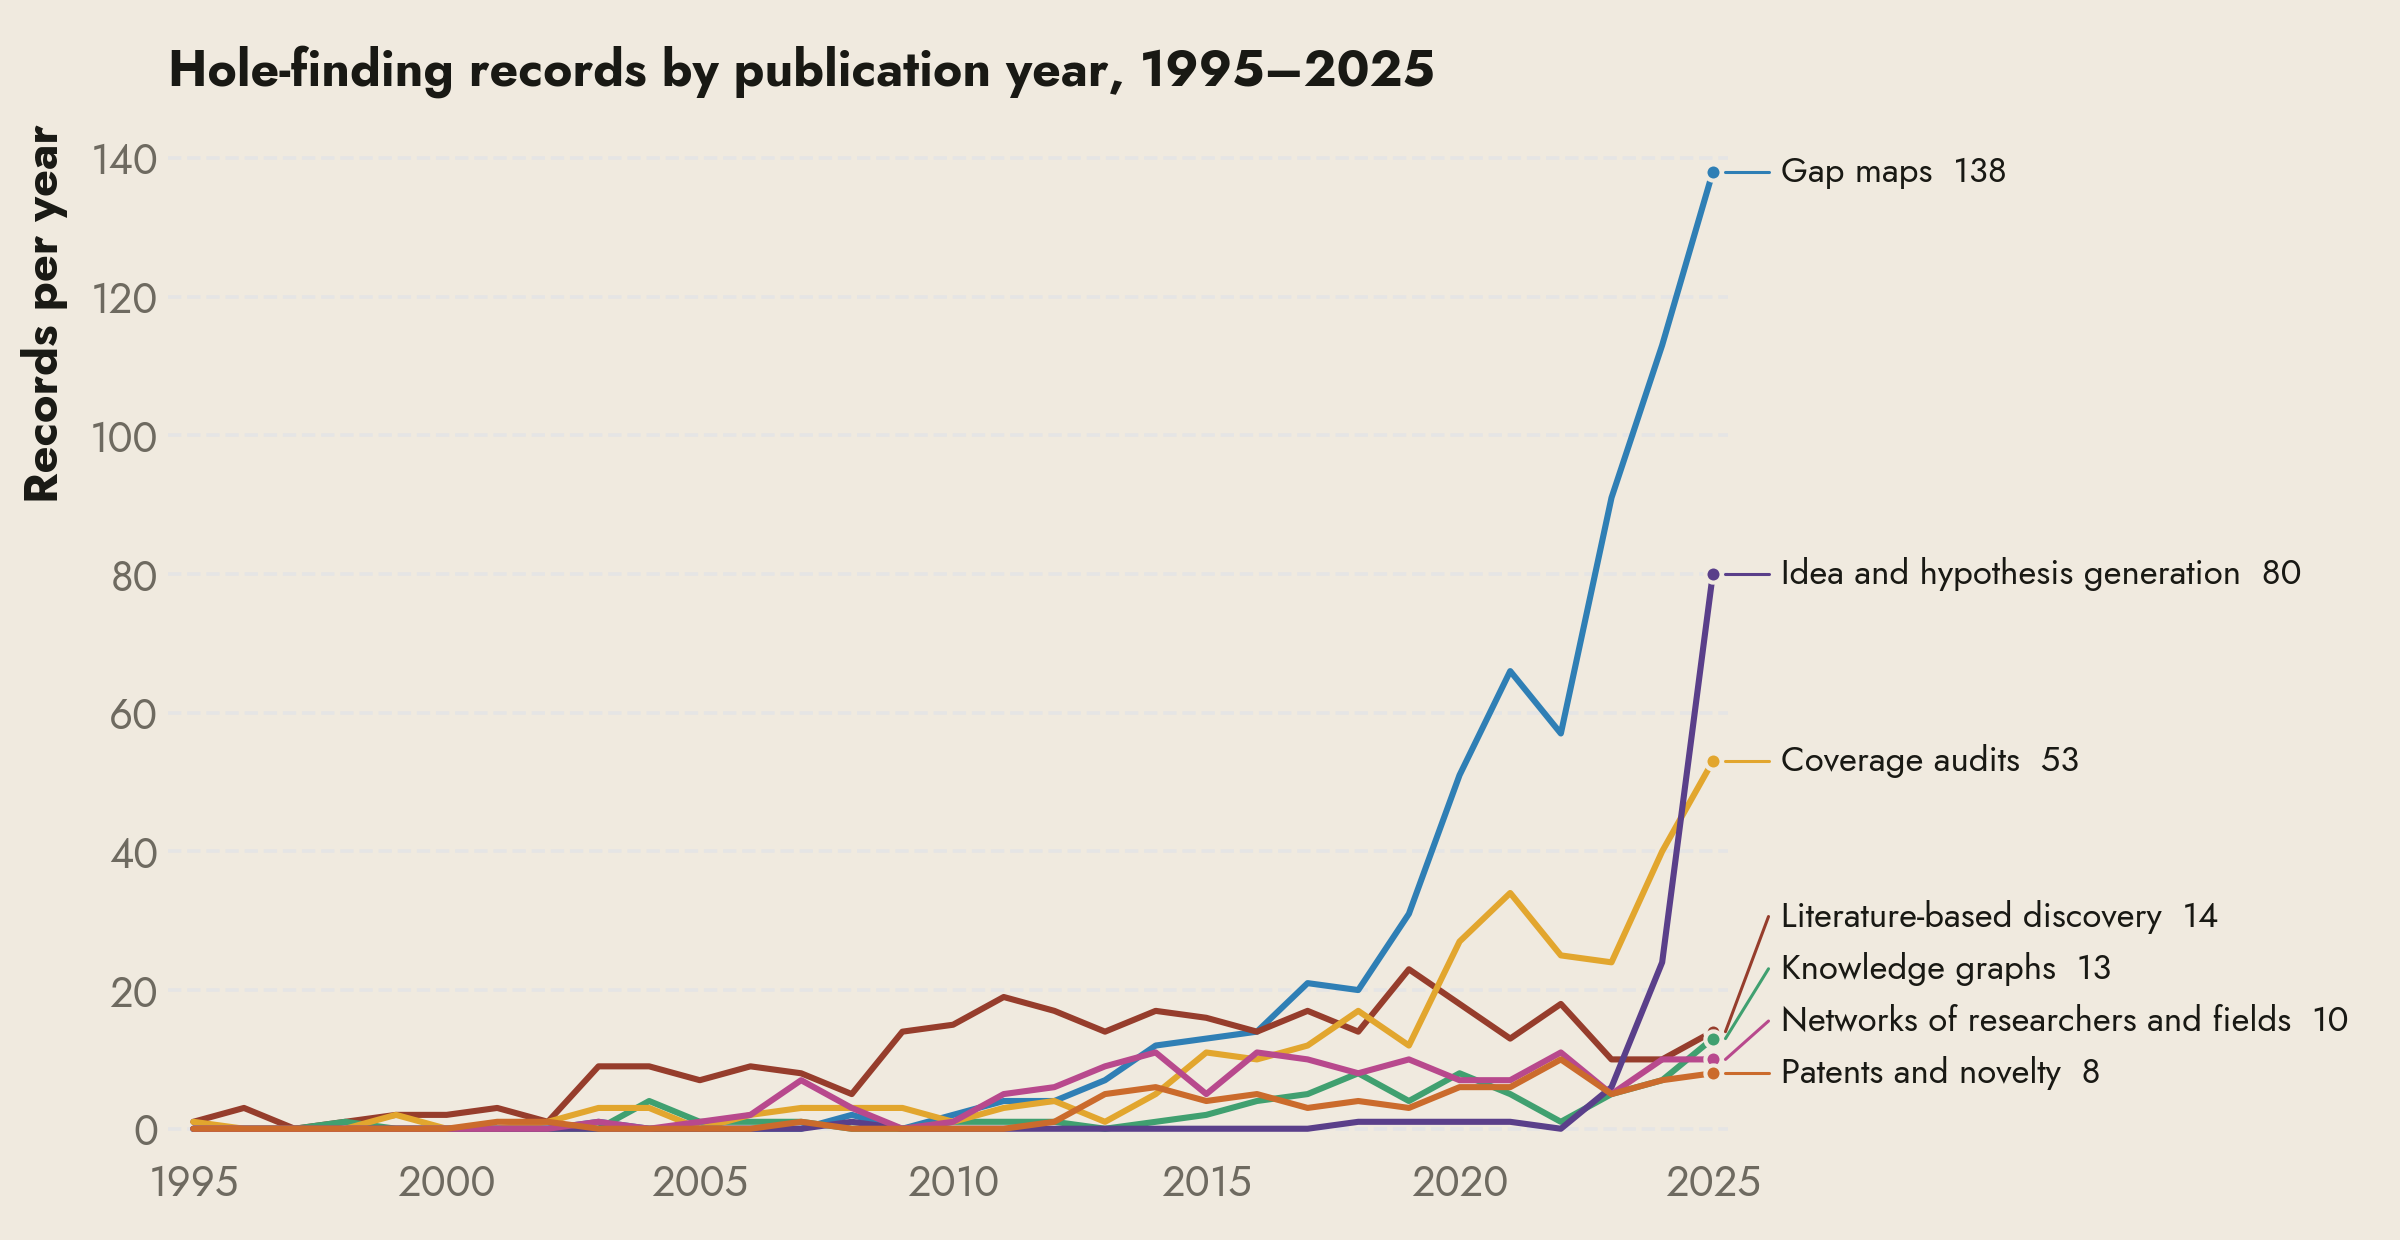 Hole-finding records by publication year, 1995–2025
Records per year
140
120
100
80
60
40
20
0
1995
2000
2005
2010
2015
2020
2025
Gap maps 138
Idea and hypothesis generation 80
Coverage audits 53
Literature-based discovery 14
Knowledge graphs 13
Networks of researchers and fields 10
Patents and novelty 8